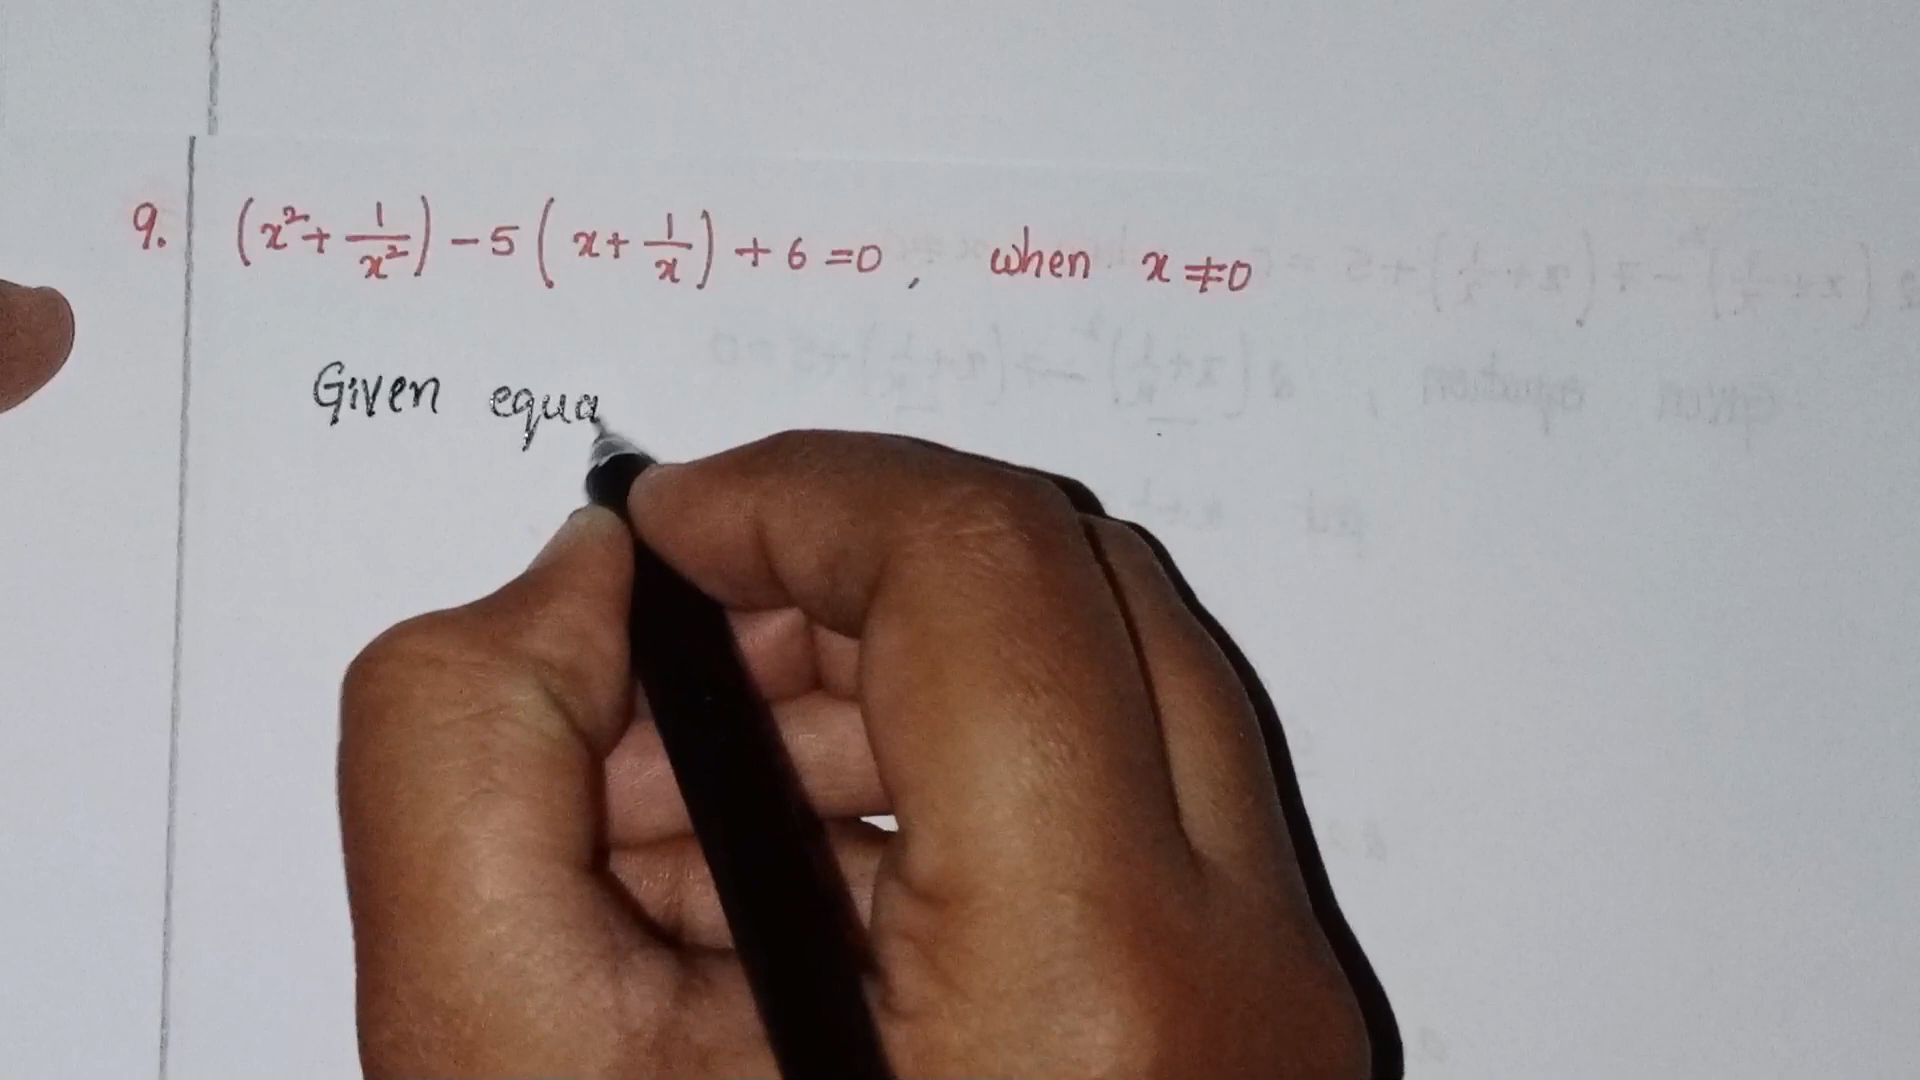 9. (x² + 1/x²) - 5 (x + 1/x) + 6 = 0, when x ≠ 0
Given equa